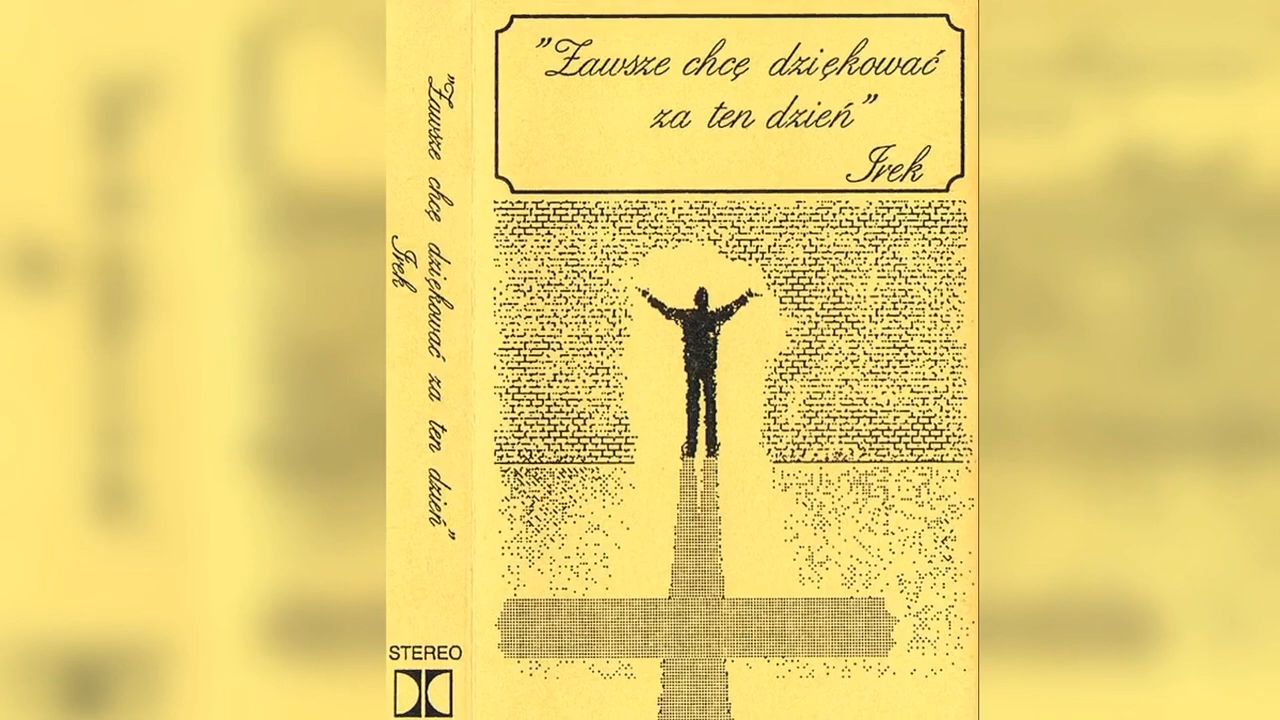 "Zawsze chcę dziękować
za ten dzień"
Irek
"Zawsze chcę dziękować za ten dzień"
Irek
STEREO